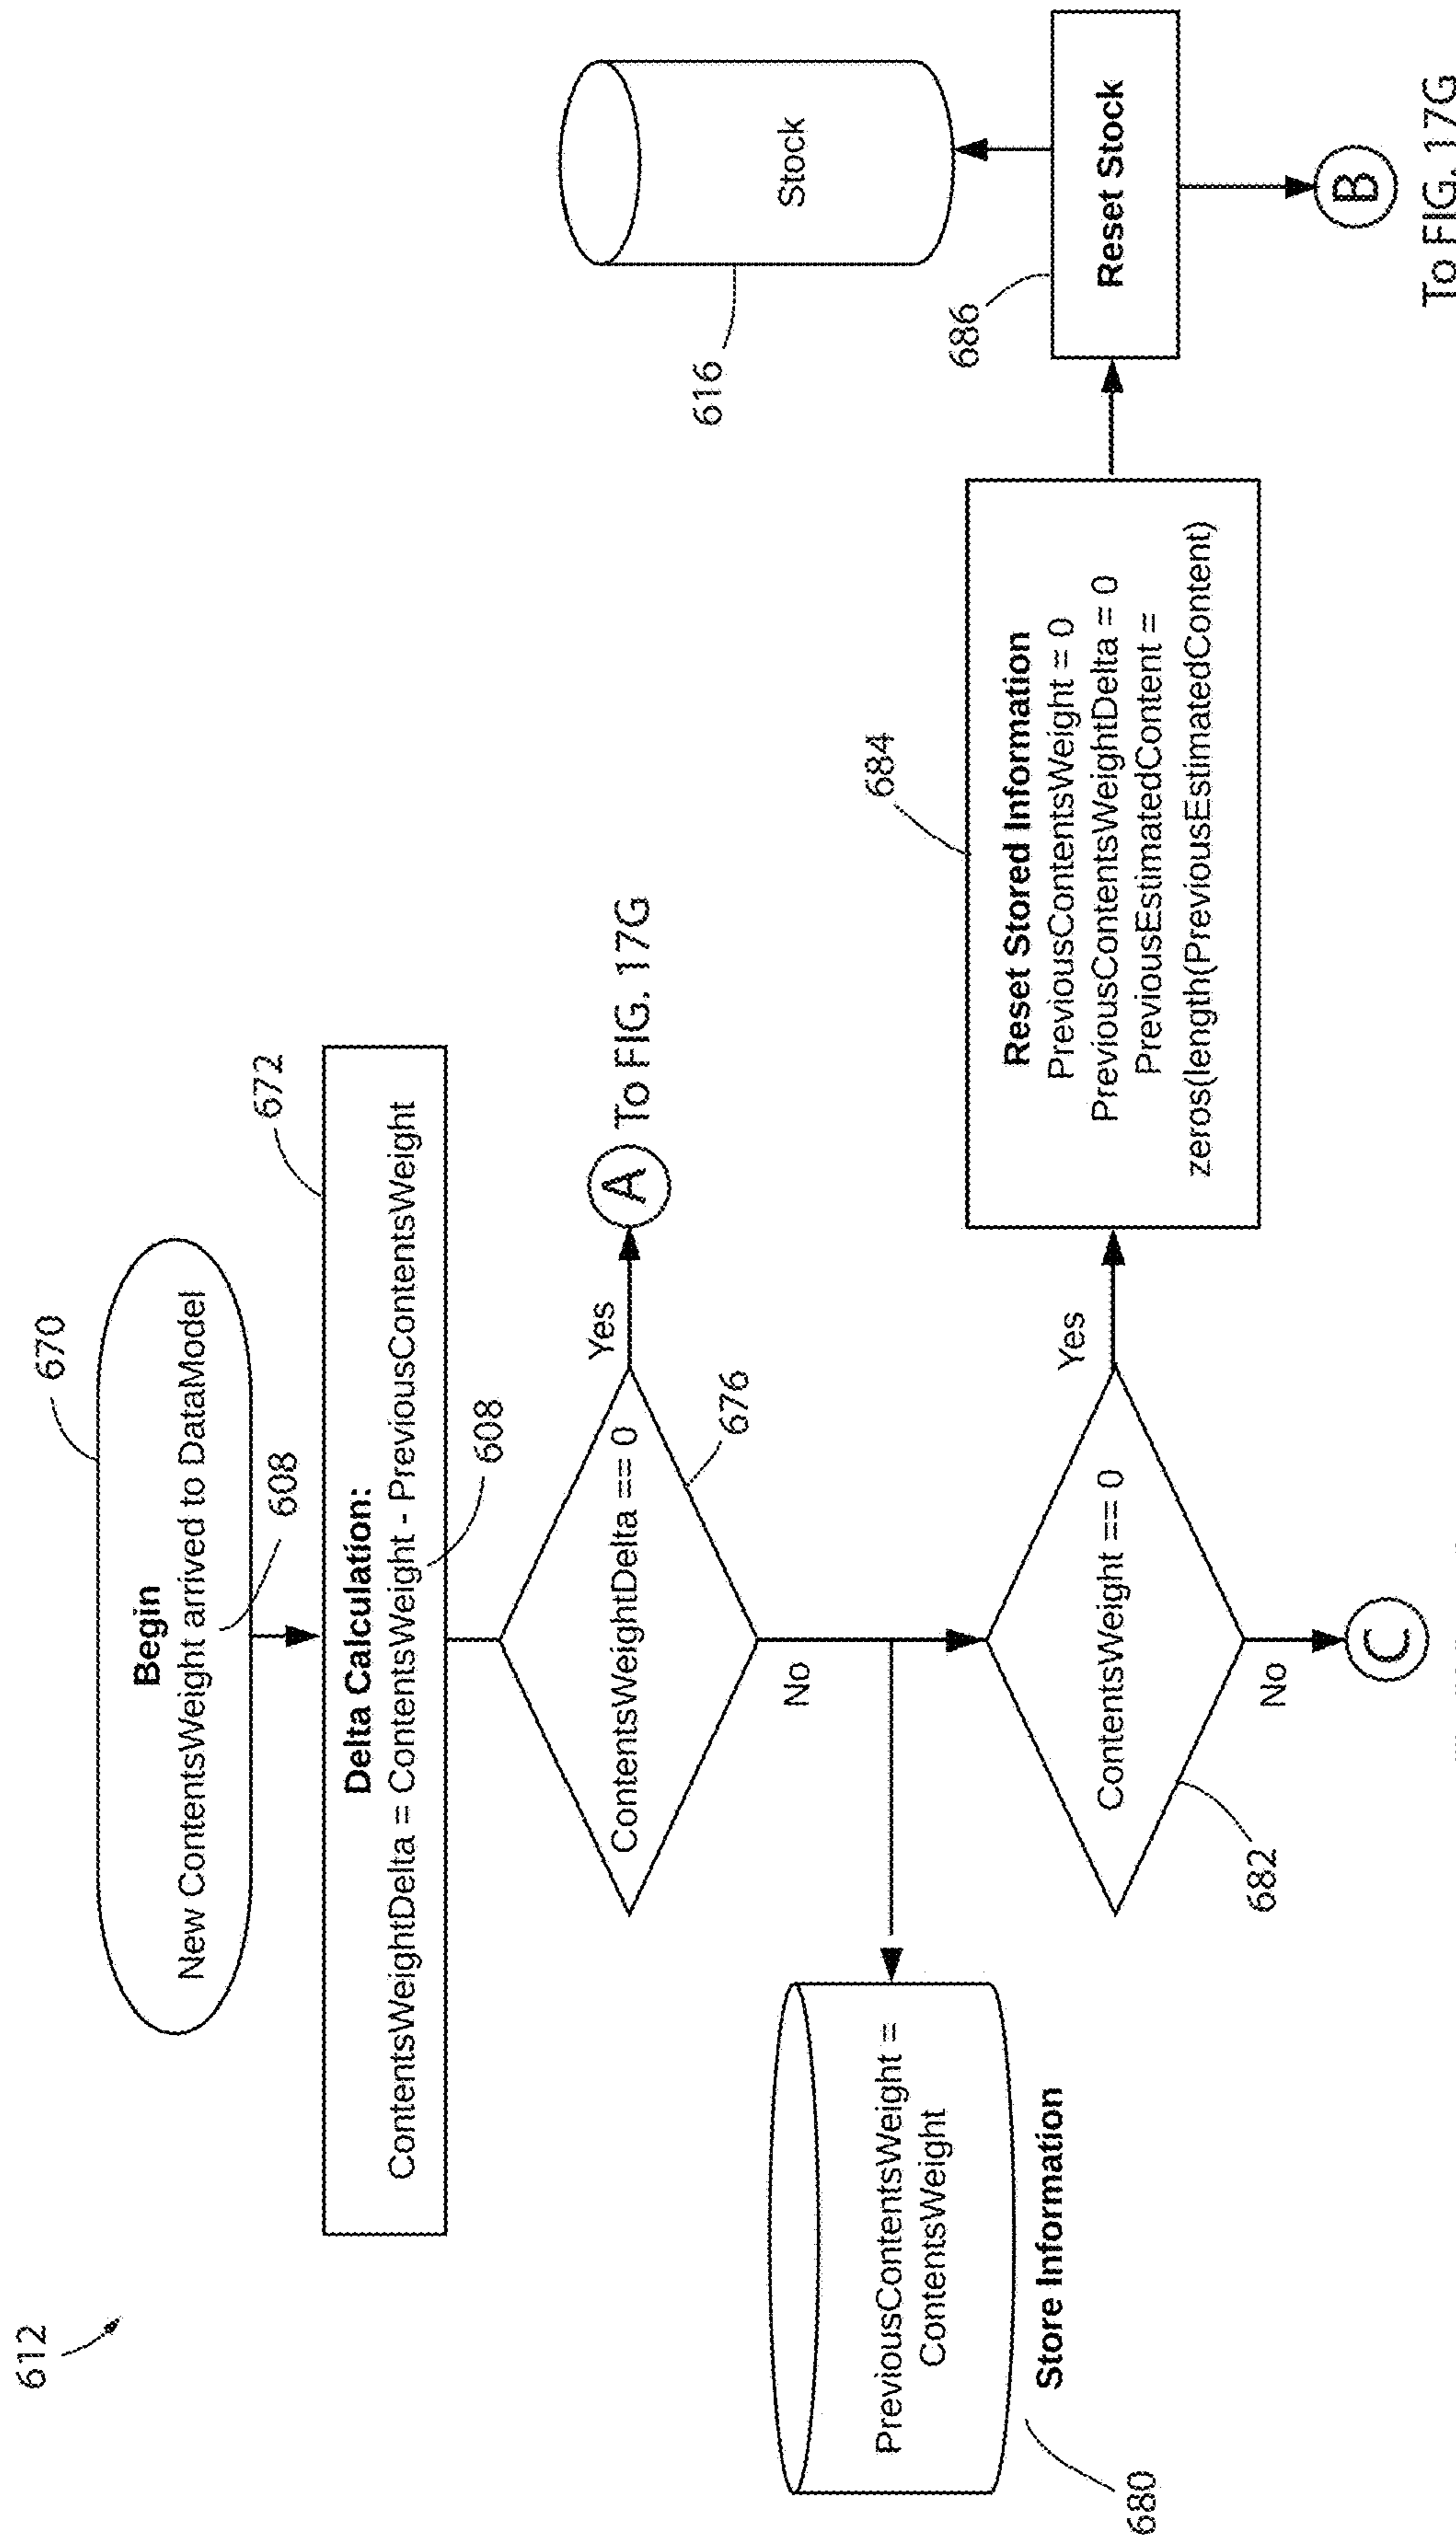 612
670
Begin
New ContentsWeight arrived to DataModel
608
672
Delta Calculation:
ContentsWeightDelta = ContentsWeight - PreviousContentsWeight
608
ContentsWeightDelta == 0
676
Yes
A To FIG. 17G
No
PreviousContentsWeight =
ContentsWeight
Store Information
680
ContentsWeight == 0
682
Yes
No
C
684
Reset Stored Information
PreviousContentsWeight = 0
PreviousContentsWeightDelta = 0
PreviousEstimatedContent =
zeros(length(PreviousEstimatedContent)
616
Stock
686
Reset Stock
B
To FIG. 17G